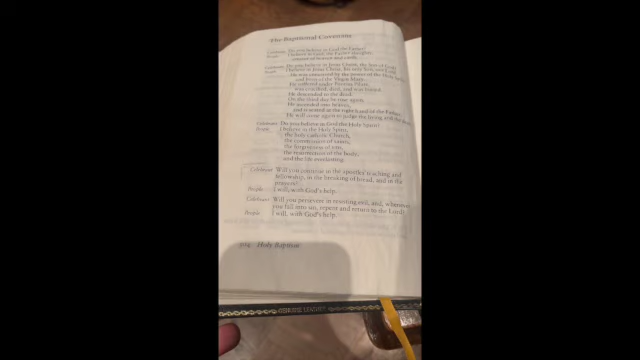 The Baptismal Covenant
Celebrant Do you believe in God the Father?
People I believe in God, the Father almighty,
creator of heaven and earth.
Celebrant Do you believe in Jesus Christ, the Son of God?
People I believe in Jesus Christ, his only Son, our Lord.
He was conceived by the power of the Holy Spirit
and born of the Virgin Mary.
He suffered under Pontius Pilate,
was crucified, died, and was buried.
He descended to the dead.
On the third day he rose again.
He ascended into heaven,
and is seated at the right hand of the Father.
He will come again to judge the living and the
Celebrant Do you believe in God the Holy Spirit?
People I believe in the Holy Spirit,
the holy catholic Church,
the communion of saints,
the forgiveness of sins,
the resurrection of the body,
and the life everlasting.
Celebrant Will you continue in the apostles' teaching and
fellowship, in the breaking of bread, and in the
prayers?
People I will, with God's help.
Celebrant Will you persevere in resisting evil, and, whenever
you fall into sin, repent and return to the Lord?
People I will, with God's help.
304 Holy Baptism
GENUINE LEATHER